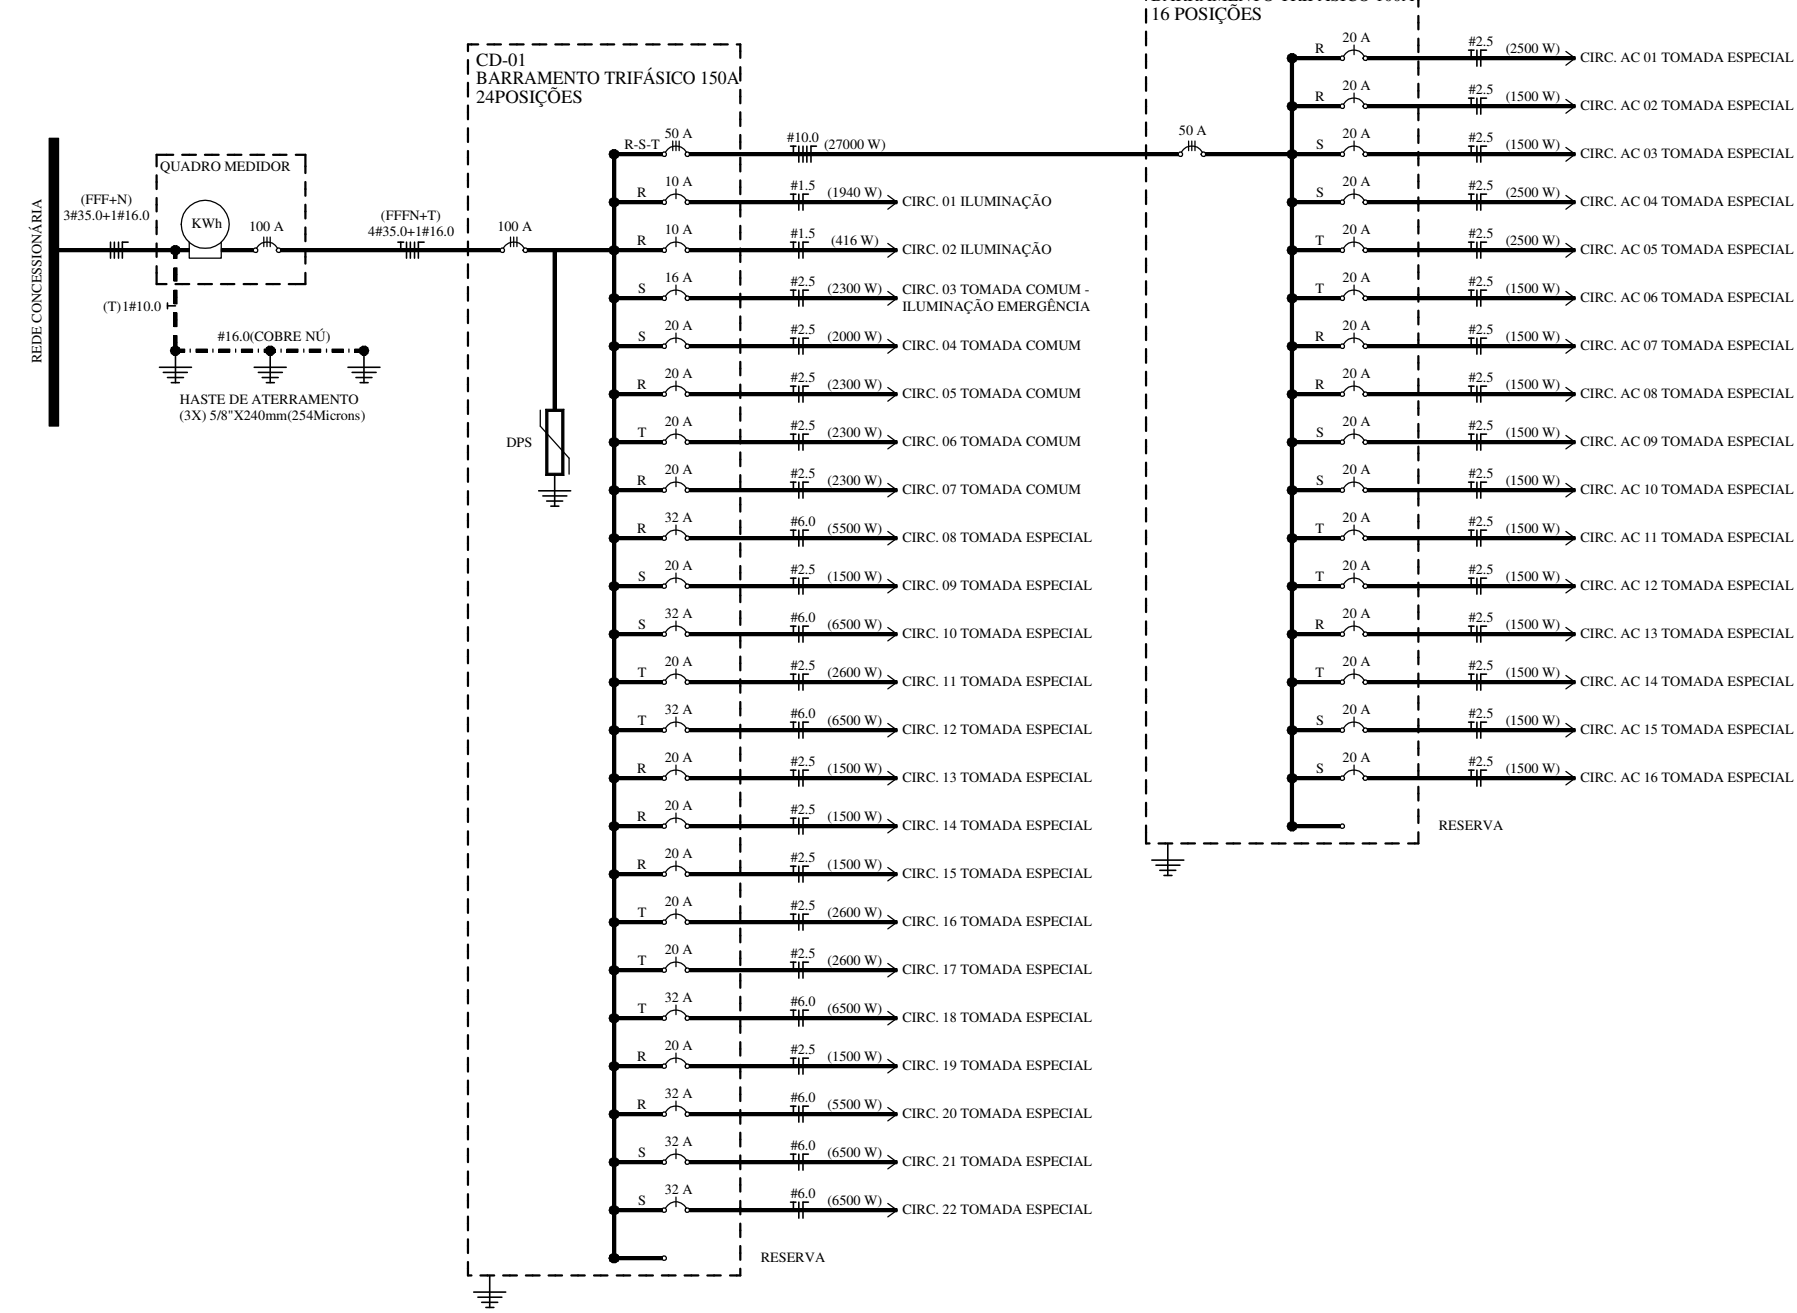 REDE CONCESSIONÁRIA
(FFF+N)
3#35.0+1#16.0
QUADRO MEDIDOR
KWh
100 A
(T)1#10.0
#16.0(COBRE NÚ)
HASTE DE ATERRAMENTO
(3X) 5/8"X240mm(254Microns)
(FFFN+T)
4#35.0+1#16.0
CD-01
BARRAMENTO TRIFÁSICO 150A
24POSIÇÕES
100 A
DPS
R-S-T 50 A #10.0 (27000 W)
R 10 A #1.5 (1940 W) CIRC. 01 ILUMINAÇÃO
R 10 A #1.5 (416 W) CIRC. 02 ILUMINAÇÃO
S 16 A #2.5 (2300 W) CIRC. 03 TOMADA COMUM -
ILUMINAÇÃO EMERGÊNCIA
S 20 A #2.5 (2000 W) CIRC. 04 TOMADA COMUM
R 20 A #2.5 (2300 W) CIRC. 05 TOMADA COMUM
T 20 A #2.5 (2300 W) CIRC. 06 TOMADA COMUM
R 20 A #2.5 (2300 W) CIRC. 07 TOMADA COMUM
R 32 A #6.0 (5500 W) CIRC. 08 TOMADA ESPECIAL
S 20 A #2.5 (1500 W) CIRC. 09 TOMADA ESPECIAL
S 32 A #6.0 (6500 W) CIRC. 10 TOMADA ESPECIAL
T 20 A #2.5 (2600 W) CIRC. 11 TOMADA ESPECIAL
T 32 A #6.0 (6500 W) CIRC. 12 TOMADA ESPECIAL
R 20 A #2.5 (1500 W) CIRC. 13 TOMADA ESPECIAL
R 20 A #2.5 (1500 W) CIRC. 14 TOMADA ESPECIAL
R 20 A #2.5 (1500 W) CIRC. 15 TOMADA ESPECIAL
T 20 A #2.5 (2600 W) CIRC. 16 TOMADA ESPECIAL
T 20 A #2.5 (2600 W) CIRC. 17 TOMADA ESPECIAL
T 32 A #6.0 (6500 W) CIRC. 18 TOMADA ESPECIAL
R 20 A #2.5 (1500 W) CIRC. 19 TOMADA ESPECIAL
R 32 A #6.0 (5500 W) CIRC. 20 TOMADA ESPECIAL
S 32 A #6.0 (6500 W) CIRC. 21 TOMADA ESPECIAL
S 32 A #6.0 (6500 W) CIRC. 22 TOMADA ESPECIAL
RESERVA
16 POSIÇÕES
50 A
R 20 A #2.5 (2500 W) CIRC. AC 01 TOMADA ESPECIAL
R 20 A #2.5 (1500 W) CIRC. AC 02 TOMADA ESPECIAL
S 20 A #2.5 (1500 W) CIRC. AC 03 TOMADA ESPECIAL
S 20 A #2.5 (2500 W) CIRC. AC 04 TOMADA ESPECIAL
T 20 A #2.5 (2500 W) CIRC. AC 05 TOMADA ESPECIAL
T 20 A #2.5 (1500 W) CIRC. AC 06 TOMADA ESPECIAL
R 20 A #2.5 (1500 W) CIRC. AC 07 TOMADA ESPECIAL
R 20 A #2.5 (1500 W) CIRC. AC 08 TOMADA ESPECIAL
S 20 A #2.5 (1500 W) CIRC. AC 09 TOMADA ESPECIAL
S 20 A #2.5 (1500 W) CIRC. AC 10 TOMADA ESPECIAL
T 20 A #2.5 (1500 W) CIRC. AC 11 TOMADA ESPECIAL
T 20 A #2.5 (1500 W) CIRC. AC 12 TOMADA ESPECIAL
R 20 A #2.5 (1500 W) CIRC. AC 13 TOMADA ESPECIAL
T 20 A #2.5 (1500 W) CIRC. AC 14 TOMADA ESPECIAL
S 20 A #2.5 (1500 W) CIRC. AC 15 TOMADA ESPECIAL
S 20 A #2.5 (1500 W) CIRC. AC 16 TOMADA ESPECIAL
RESERVA